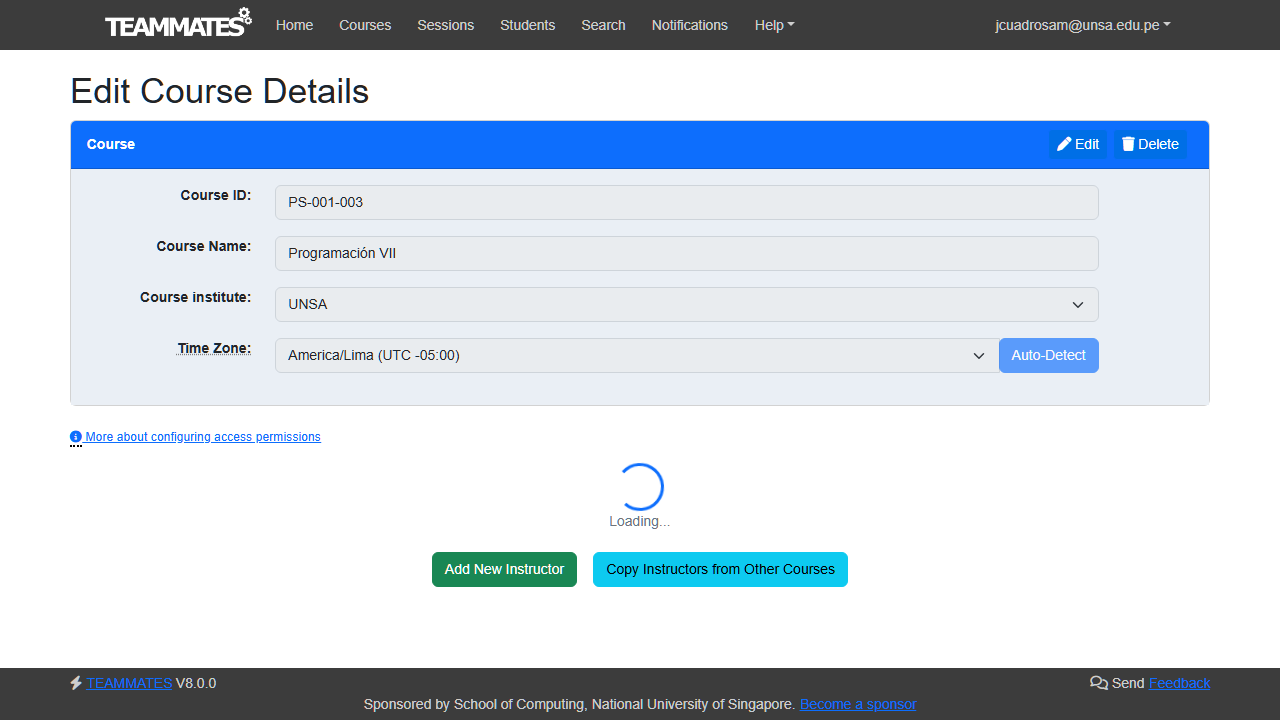 TEAMMATES Home Courses Sessions Students Search Notifications Help jcuadrosam@unsa.edu.pe
Edit Course Details
Course Edit Delete
Course ID: PS-001-003
Course Name: Programación VII
Course institute: UNSA
Time Zone: America/Lima (UTC -05:00) Auto-Detect
More about configuring access permissions
Loading...
Add New Instructor Copy Instructors from Other Courses
TEAMMATES V8.0.0 Send Feedback
Sponsored by School of Computing, National University of Singapore. Become a sponsor